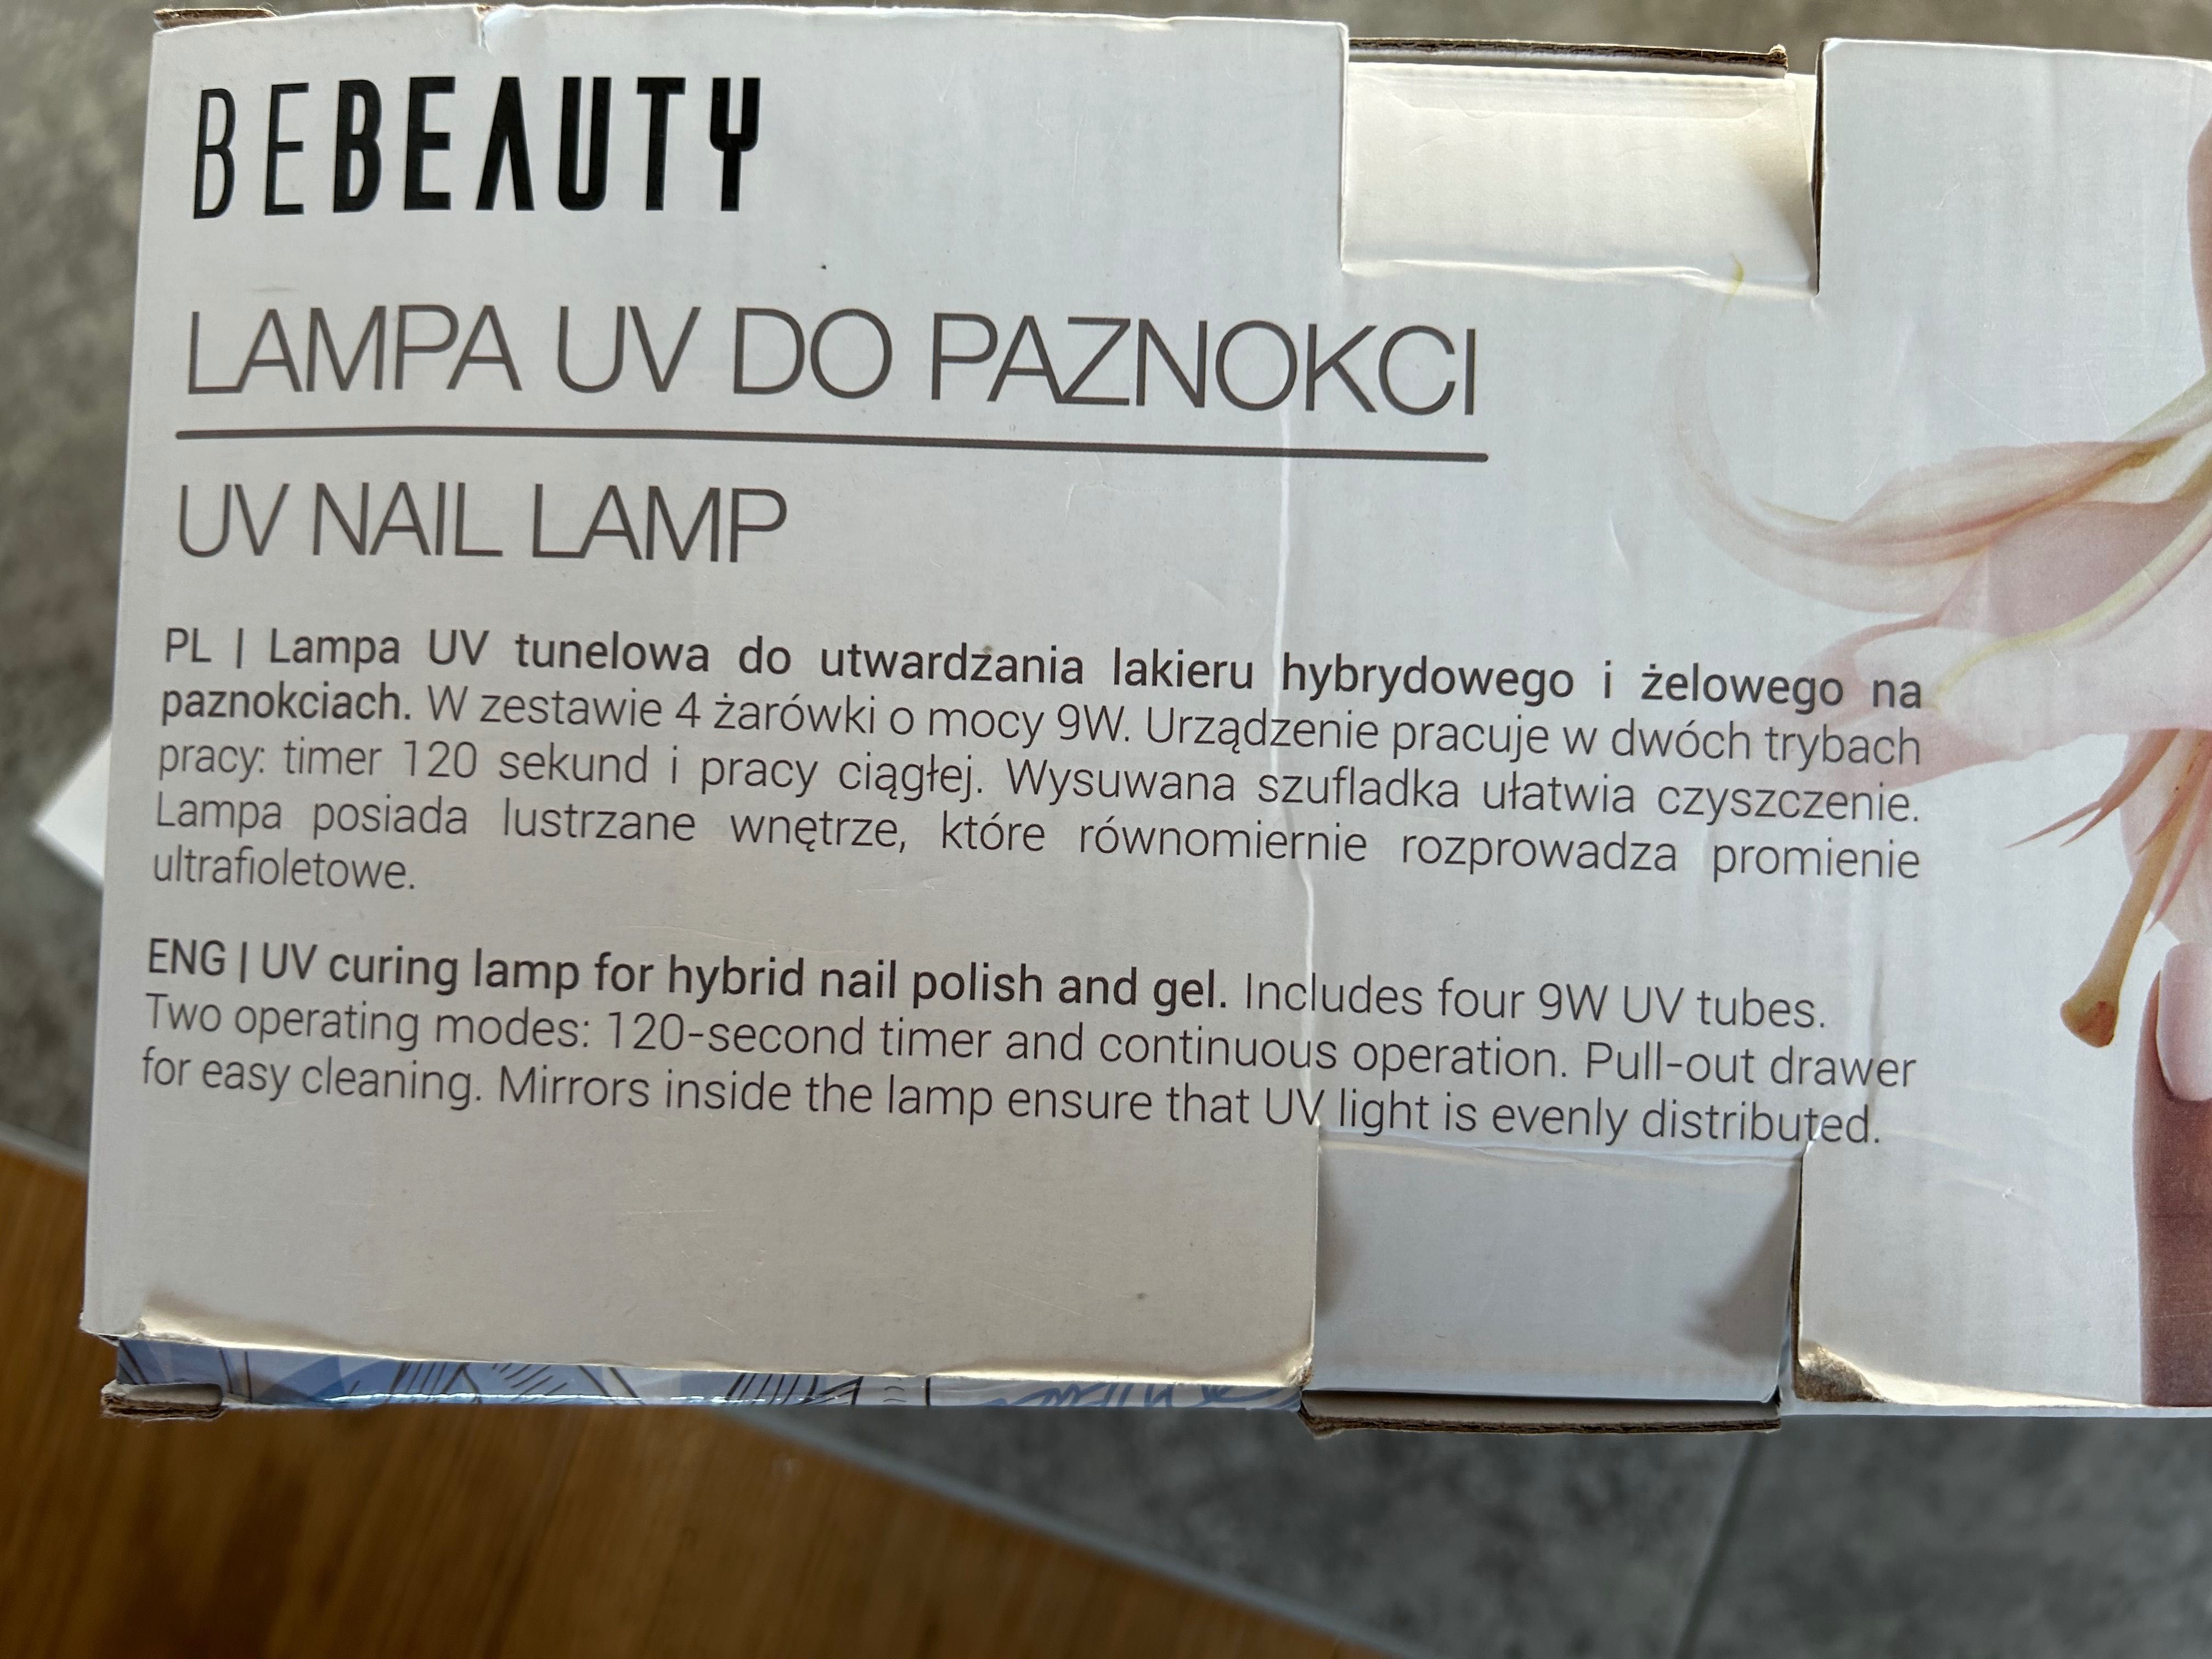 BEBEAUTY
LAMPA UV DO PAZNOKCI
UV NAIL LAMP
PL | Lampa UV tunelowa do utwardzania lakieru hybrydowego i żelowego na
paznokciach. W zestawie 4 żarówki o mocy 9W. Urządzenie pracuje w dwóch trybach
pracy: timer 120 sekund i pracy ciągłej. Wysuwana szufladka ułatwia czyszczenie.
Lampa posiada lustrzane wnętrze, które równomiernie rozprowadza promienie
ultrafioletowe.
ENG | UV curing lamp for hybrid nail polish and gel. Includes four 9W UV tubes.
Two operating modes: 120-second timer and continuous operation. Pull-out drawer
for easy cleaning. Mirrors inside the lamp ensure that UV light is evenly distributed.